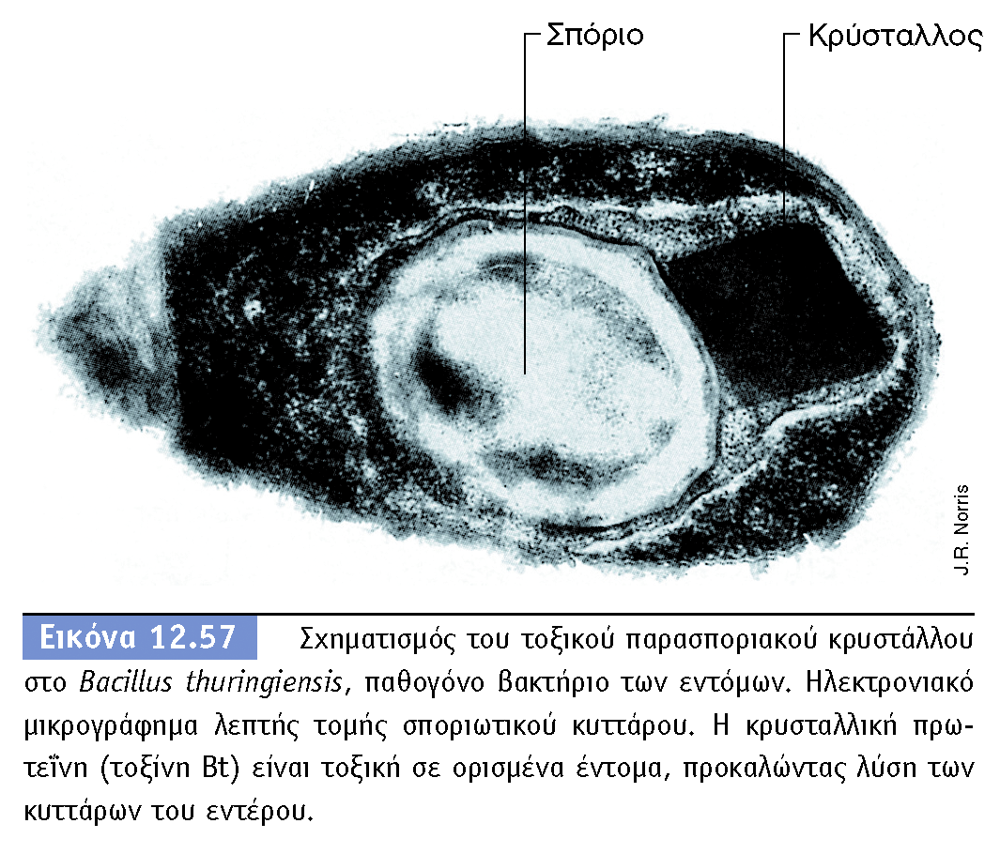 Σπόριο
Κρύσταλλος
J.R. Norris
Εικόνα 12.57 Σχηματισμός του τοξικού παρασποριακού κρυστάλλου
στο Bacillus thuringiensis, παθογόνο βακτήριο των εντόμων. Ηλεκτρονιακό
μικρογράφημα λεπτής τομής σποριωτικού κυττάρου. Η κρυσταλλική πρω-
τεΐνη (τοξίνη Bt) είναι τοξική σε ορισμένα έντομα, προκαλώντας λύση των
κυττάρων του εντέρου.